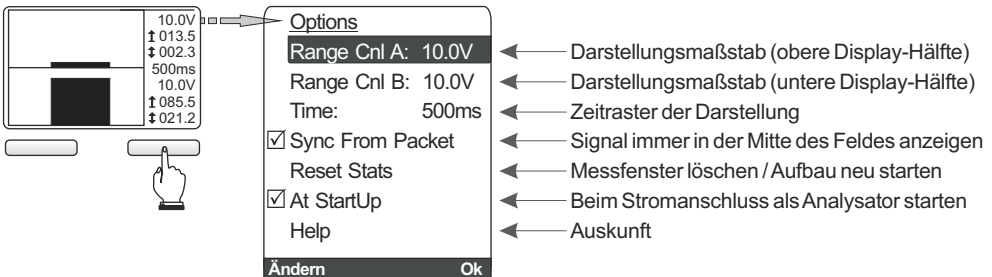 10.0V
↥ 013.5
↕ 002.3
500ms
10.0V
↥ 085.5
↕ 021.2
Options
Range Cnl A: 10.0V
Range Cnl B: 10.0V
Time: 500ms
☑ Sync From Packet
Reset Stats
☑ At StartUp
Help
Ändern Ok
Darstellungsmaßstab (obere Display-Hälfte)
Darstellungsmaßstab (untere Display-Hälfte)
Zeitraster der Darstellung
Signal immer in der Mitte des Feldes anzeigen
Messfenster löschen / Aufbau neu starten
Beim Stromanschluss als Analysator starten
Auskunft